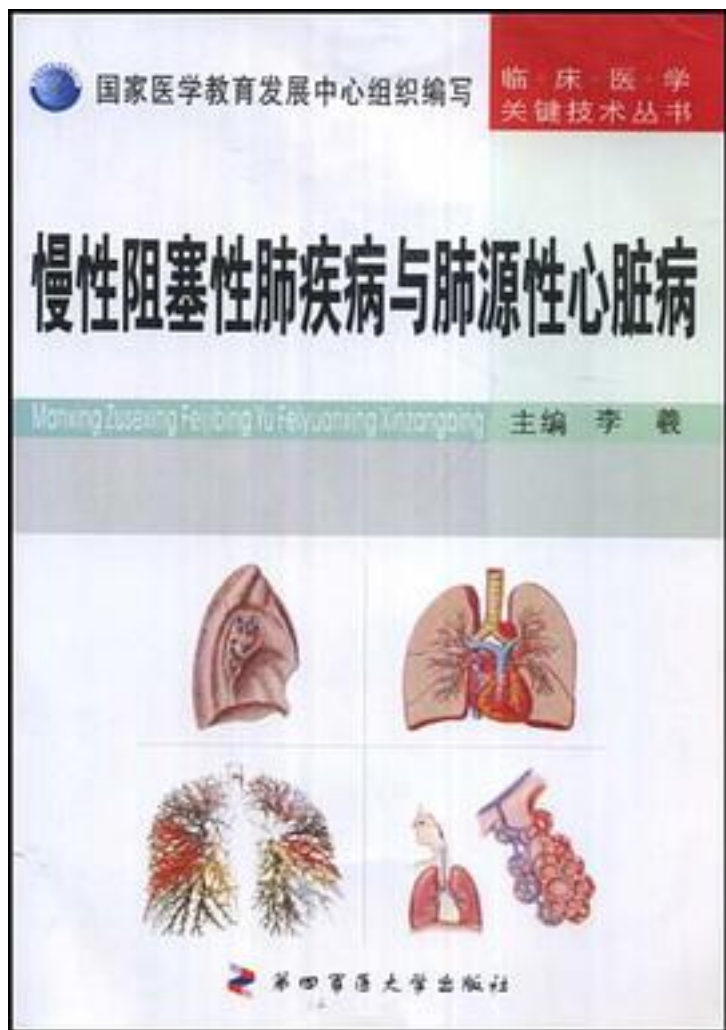 国家医学教育发展中心组织编写
临·床·医·学
关键技术丛书
慢性阻塞性肺疾病与肺源性心脏病
Manxing Zusexing Feijibing Yu Feiyuanxing Xinzangbing
主编 李 羲
第四军医大学出版社